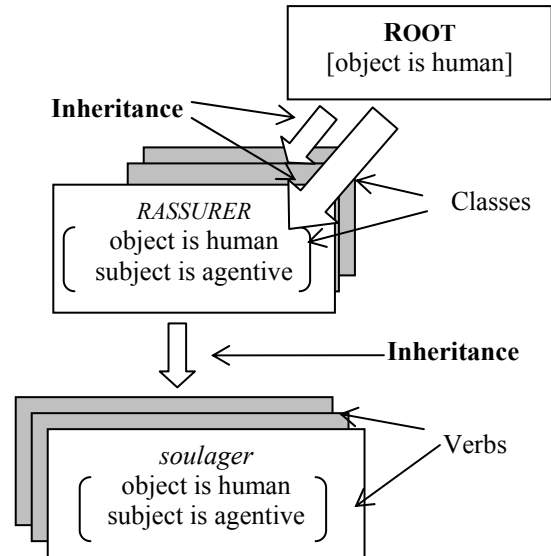 ROOT
[object is human]
Inheritance
RASSURER
object is human
subject is agentive
Classes
Inheritance
soulager
object is human
subject is agentive
Verbs